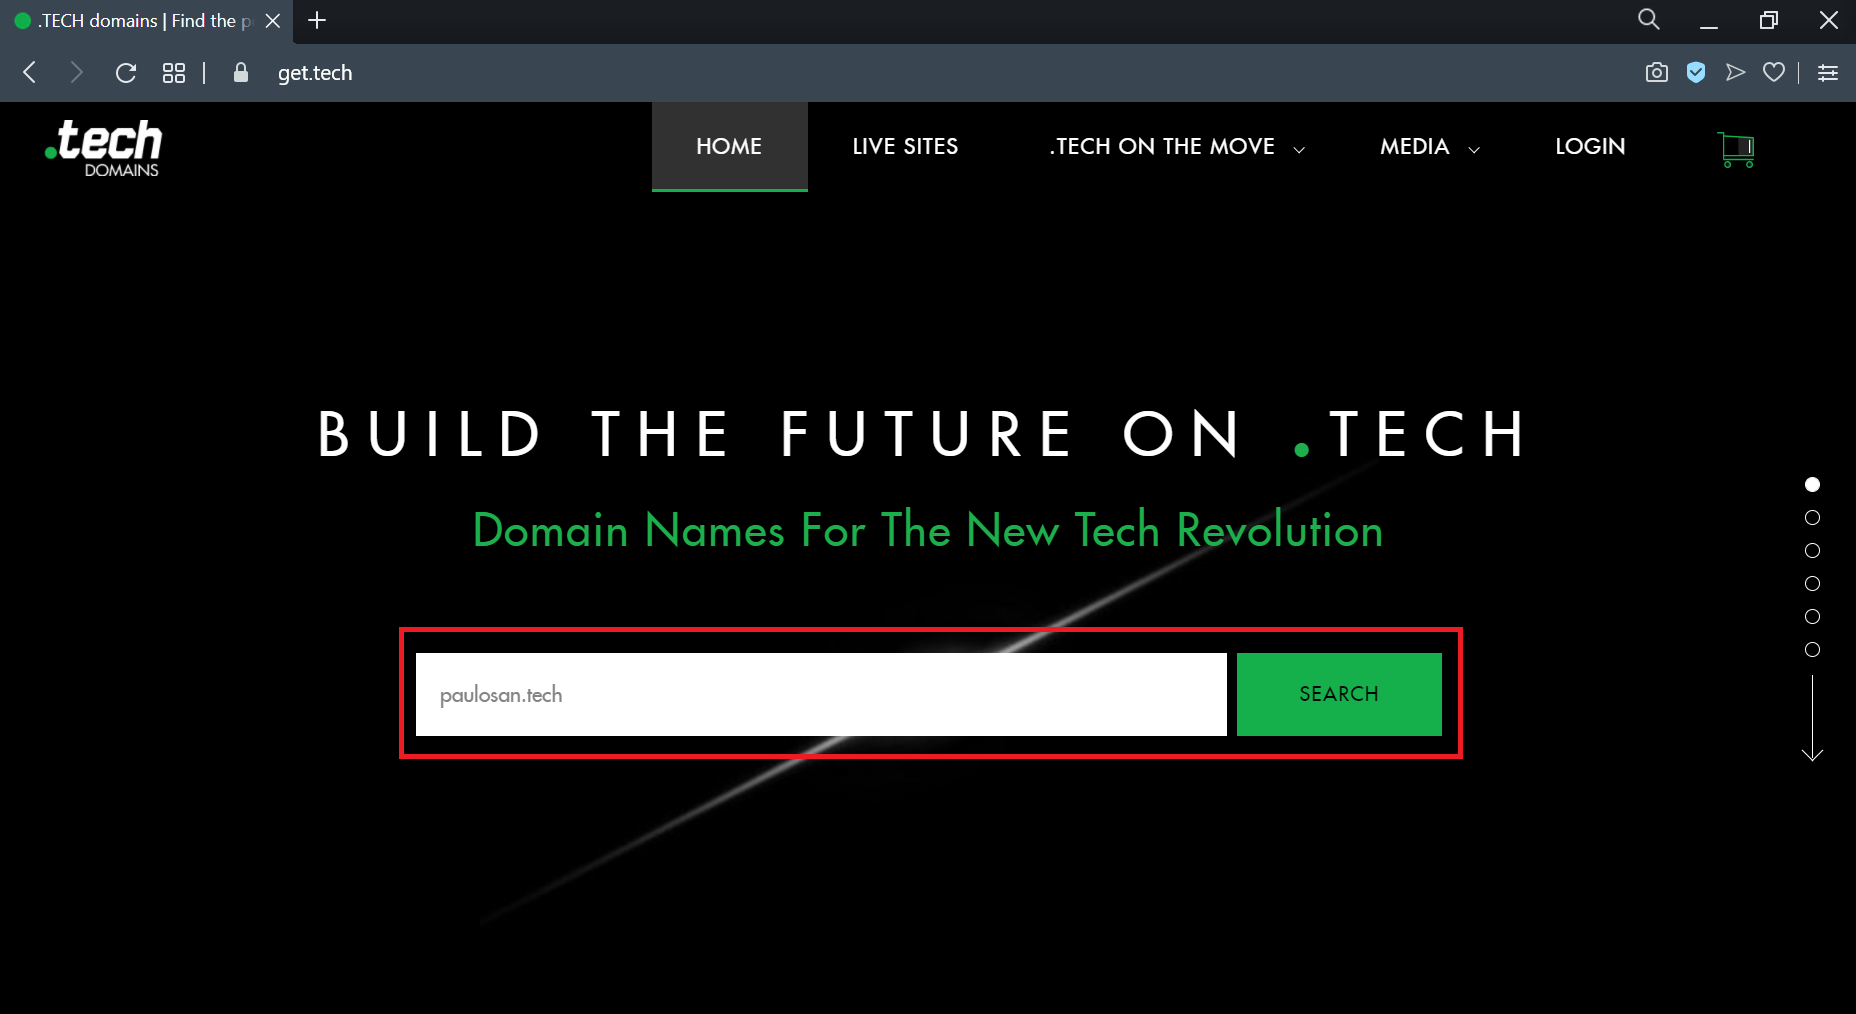 .TECH domains | Find the p
get.tech
.tech
DOMAINS
HOME
LIVE SITES
.TECH ON THE MOVE
MEDIA
LOGIN
BUILD THE FUTURE ON .TECH
Domain Names For The New Tech Revolution
paulosan.tech
SEARCH